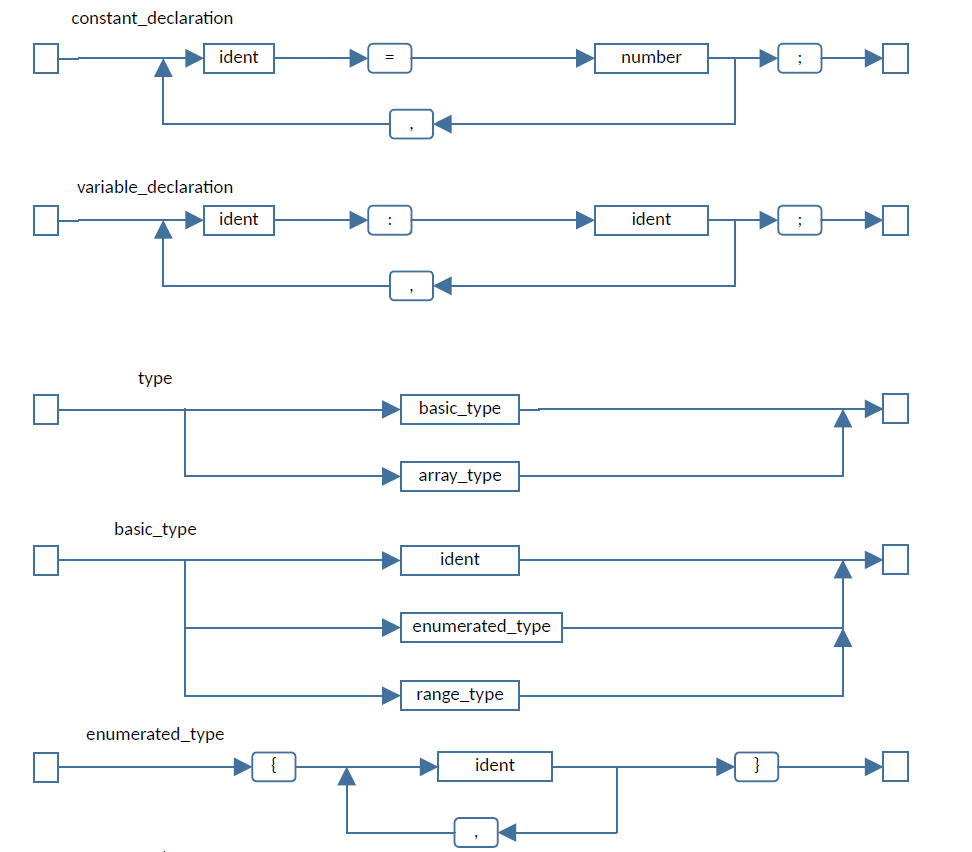 constant_declaration
ident = number ;
,
variable_declaration
ident : ident ;
,
type
basic_type
array_type
basic_type
ident
enumerated_type
range_type
enumerated_type
{ ident }
,